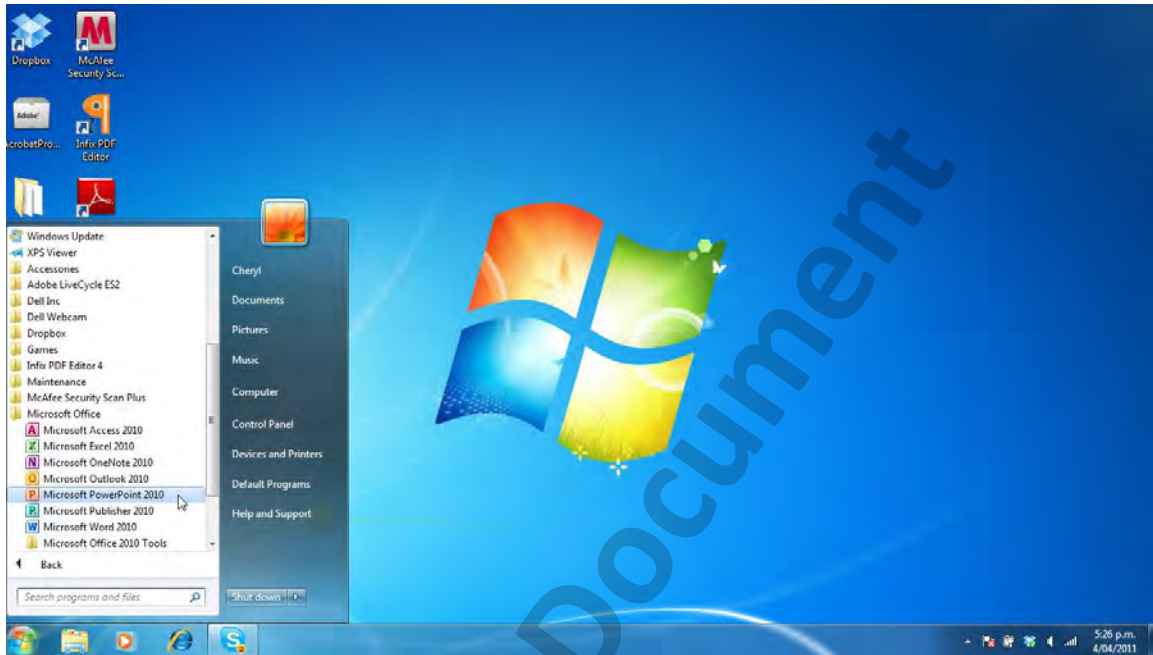 Dropbox
McAfee
Security Sc...
Adobe
AcrobatPro...
Infix PDF
Editor
Windows Update
XPS Viewer
Accessories
Adobe LiveCycle ES2
Dell Inc
Dell Webcam
Dropbox
Games
Infix PDF Editor 4
Maintenance
McAfee Security Scan Plus
Microsoft Office
Microsoft Access 2010
Microsoft Excel 2010
Microsoft OneNote 2010
Microsoft Outlook 2010
Microsoft PowerPoint 2010
Microsoft Publisher 2010
Microsoft Word 2010
Microsoft Office 2010 Tools
Back
Search programs and files
Cheryl
Documents
Pictures
Music
Computer
Control Panel
Devices and Printers
Default Programs
Help and Support
Shut down
Document
5:26 p.m.
4/04/2011